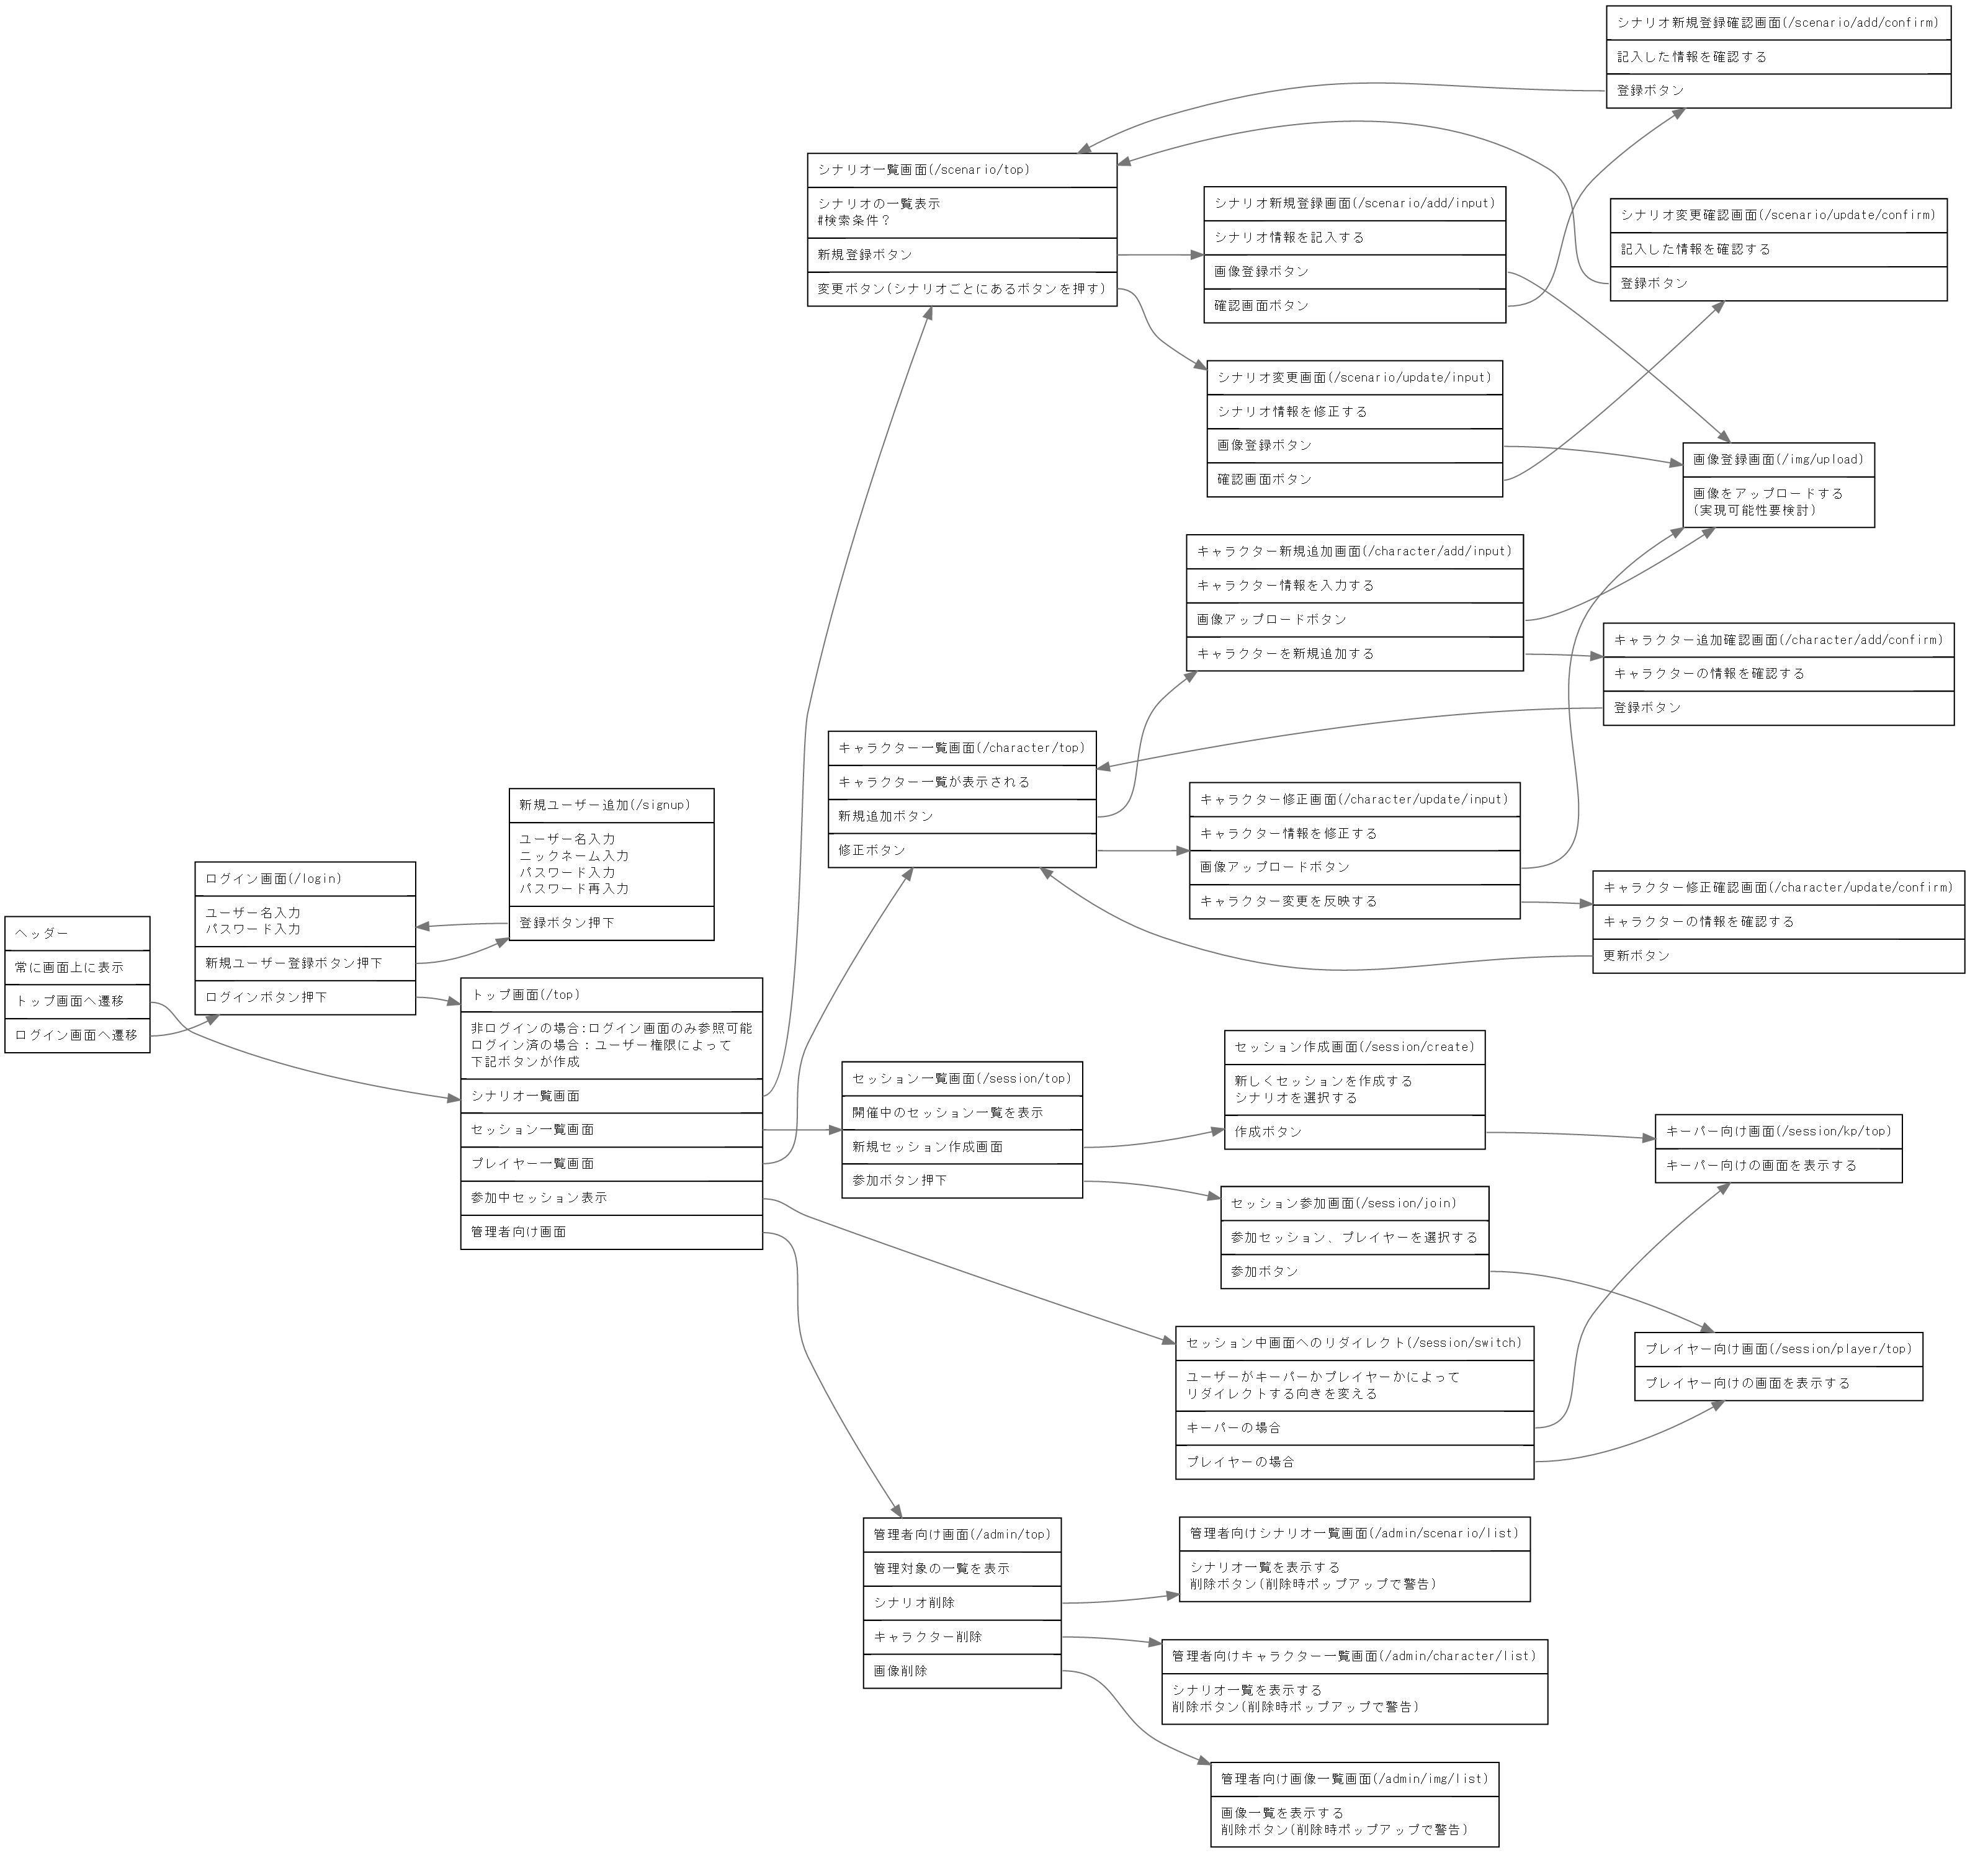 ヘッダー
常に画面上に表示
トップ画面へ遷移
ログイン画面へ遷移
ログイン画面(/login)
ユーザー名入力
パスワード入力
新規ユーザー登録ボタン押下
ログインボタン押下
新規ユーザー追加(/signup)
ユーザー名入力
ニックネーム入力
パスワード入力
パスワード再入力
登録ボタン押下
トップ画面(/top)
非ログインの場合:ログイン画面のみ参照可能
ログイン済の場合：ユーザー権限によって
下記ボタンが作成
シナリオ一覧画面
セッション一覧画面
プレイヤー一覧画面
参加中セッション表示
管理者向け画面
シナリオ一覧画面(/scenario/top)
シナリオの一覧表示
#検索条件？
新規登録ボタン
変更ボタン(シナリオごとにあるボタンを押す)
シナリオ新規登録画面(/scenario/add/input)
シナリオ情報を記入する
画像登録ボタン
確認画面ボタン
シナリオ新規登録確認画面(/scenario/add/confirm)
記入した情報を確認する
登録ボタン
シナリオ変更画面(/scenario/update/input)
シナリオ情報を修正する
画像登録ボタン
確認画面ボタン
シナリオ変更確認画面(/scenario/update/confirm)
記入した情報を確認する
登録ボタン
画像登録画面(/img/upload)
画像をアップロードする
(実現可能性要検討)
キャラクター一覧画面(/character/top)
キャラクター一覧が表示される
新規追加ボタン
修正ボタン
キャラクター新規追加画面(/character/add/input)
キャラクター情報を入力する
画像アップロードボタン
キャラクターを新規追加する
キャラクター追加確認画面(/character/add/confirm)
キャラクターの情報を確認する
登録ボタン
キャラクター修正画面(/character/update/input)
キャラクター情報を修正する
画像アップロードボタン
キャラクター変更を反映する
キャラクター修正確認画面(/character/update/confirm)
キャラクターの情報を確認する
更新ボタン
セッション一覧画面(/session/top)
開催中のセッション一覧を表示
新規セッション作成画面
参加ボタン押下
セッション作成画面(/session/create)
新しくセッションを作成する
シナリオを選択する
作成ボタン
キーパー向け画面(/session/kp/top)
キーパー向けの画面を表示する
セッション参加画面(/session/join)
参加セッション、プレイヤーを選択する
参加ボタン
セッション中画面へのリダイレクト(/session/switch)
ユーザーがキーパーかプレイヤーかによって
リダイレクトする向きを変える
キーパーの場合
プレイヤーの場合
プレイヤー向け画面(/session/player/top)
プレイヤー向けの画面を表示する
管理者向け画面(/admin/top)
管理対象の一覧を表示
シナリオ削除
キャラクター削除
画像削除
管理者向けシナリオ一覧画面(/admin/scenario/list)
シナリオ一覧を表示する
削除ボタン(削除時ポップアップで警告)
管理者向けキャラクター一覧画面(/admin/character/list)
シナリオ一覧を表示する
削除ボタン(削除時ポップアップで警告)
管理者向け画像一覧画面(/admin/img/list)
画像一覧を表示する
削除ボタン(削除時ポップアップで警告)